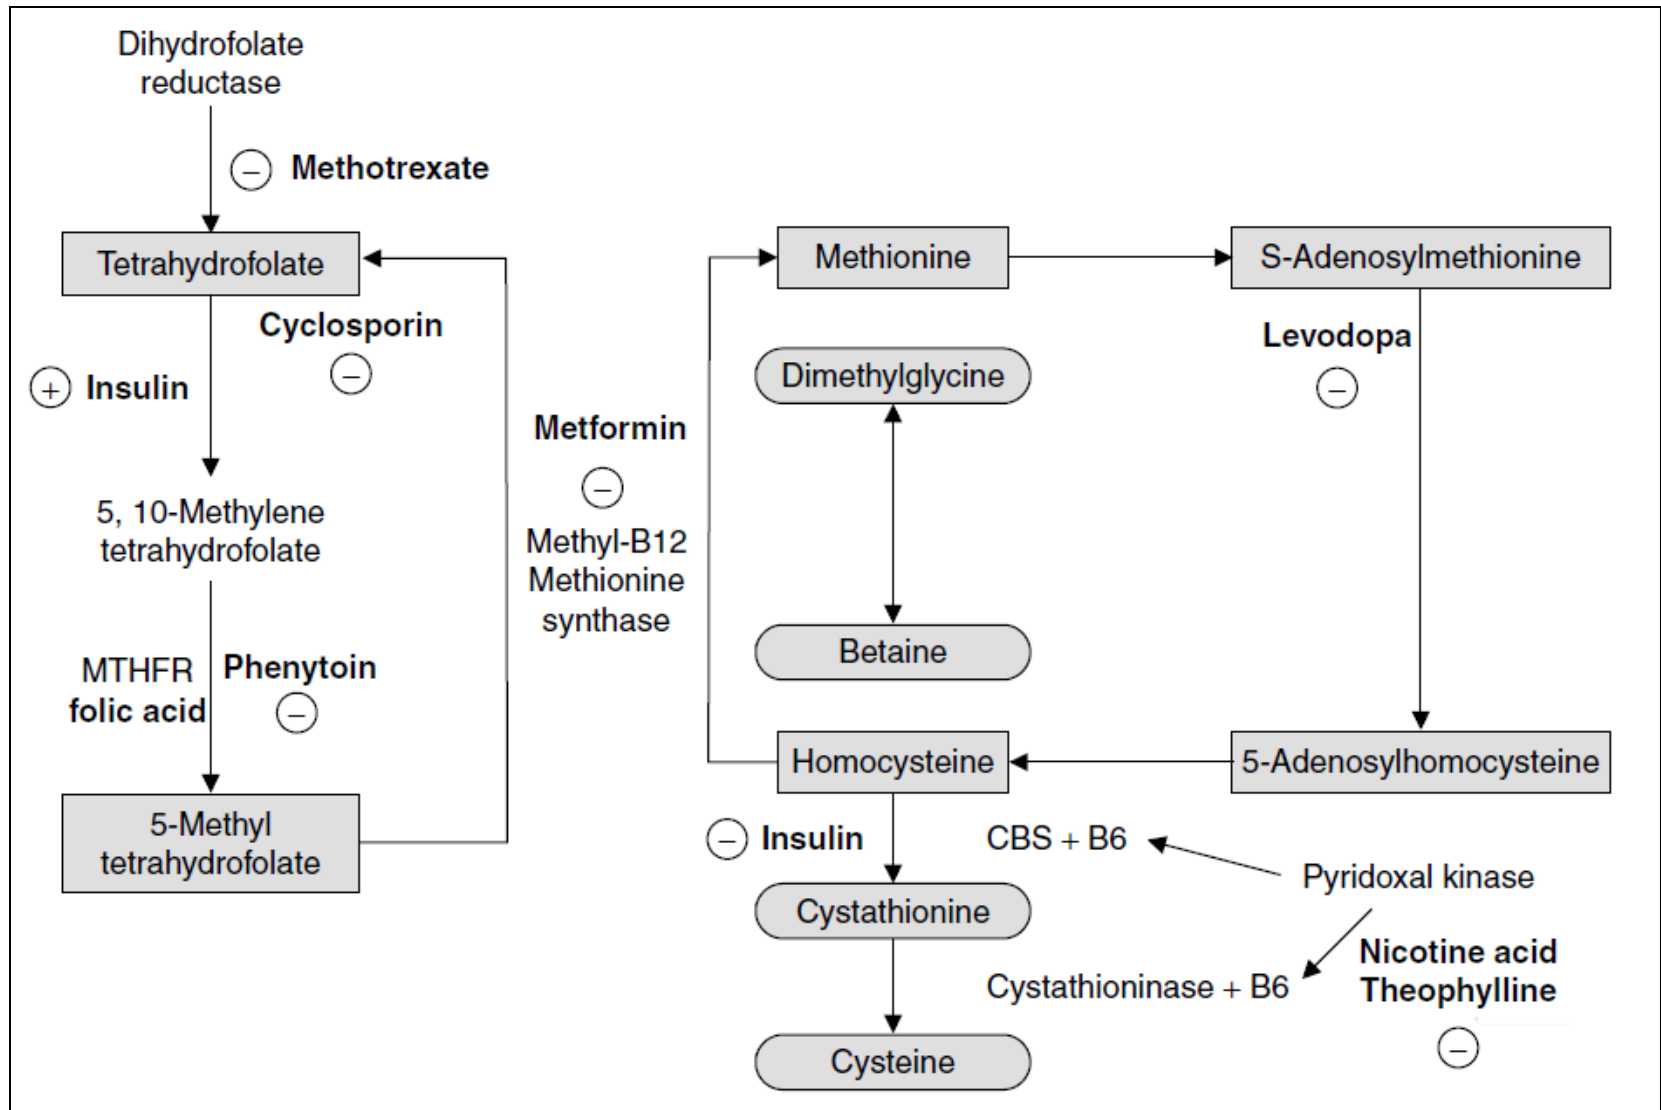 Dihydrofolate
reductase
− Methotrexate
Tetrahydrofolate
Cyclosporin
−
+ Insulin
5, 10-Methylene
tetrahydrofolate
MTHFR
folic acid
Phenytoin
−
5-Methyl
tetrahydrofolate
Metformin
−
Methyl-B12
Methionine
synthase
Methionine
S-Adenosylmethionine
Dimethylglycine
Levodopa
−
Betaine
Homocysteine
5-Adenosylhomocysteine
− Insulin
CBS + B6
Pyridoxal kinase
Cystathionine
Nicotine acid
Theophylline
−
Cystathioninase + B6
Cysteine